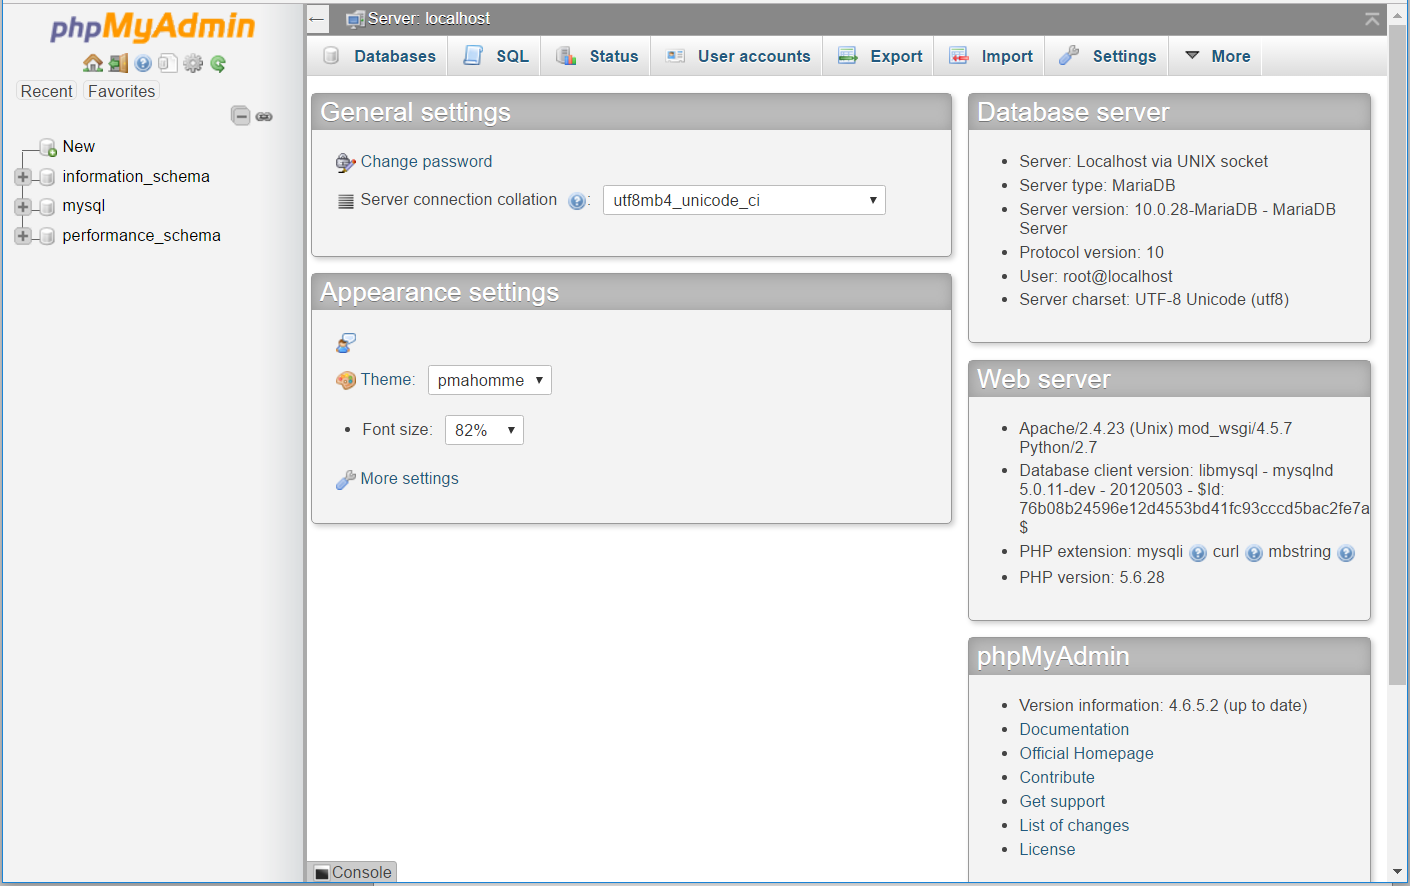 phpMyAdmin
Recent Favorites
New
information_schema
mysql
performance_schema
Server: localhost
Databases SQL Status User accounts Export Import Settings More
General settings
Change password
Server connection collation : utf8mb4_unicode_ci
Appearance settings
Theme: pmahomme
Font size: 82%
More settings
Database server
Server: Localhost via UNIX socket
Server type: MariaDB
Server version: 10.0.28-MariaDB - MariaDB
Server
Protocol version: 10
User: root@localhost
Server charset: UTF-8 Unicode (utf8)
Web server
Apache/2.4.23 (Unix) mod_wsgi/4.5.7
Python/2.7
Database client version: libmysql - mysqlnd
5.0.11-dev - 20120503 - $Id:
76b08b24596e12d4553bd41fc93cccd5bac2fe7a
$
PHP extension: mysqli curl mbstring
PHP version: 5.6.28
phpMyAdmin
Version information: 4.6.5.2 (up to date)
Documentation
Official Homepage
Contribute
Get support
List of changes
License
Console